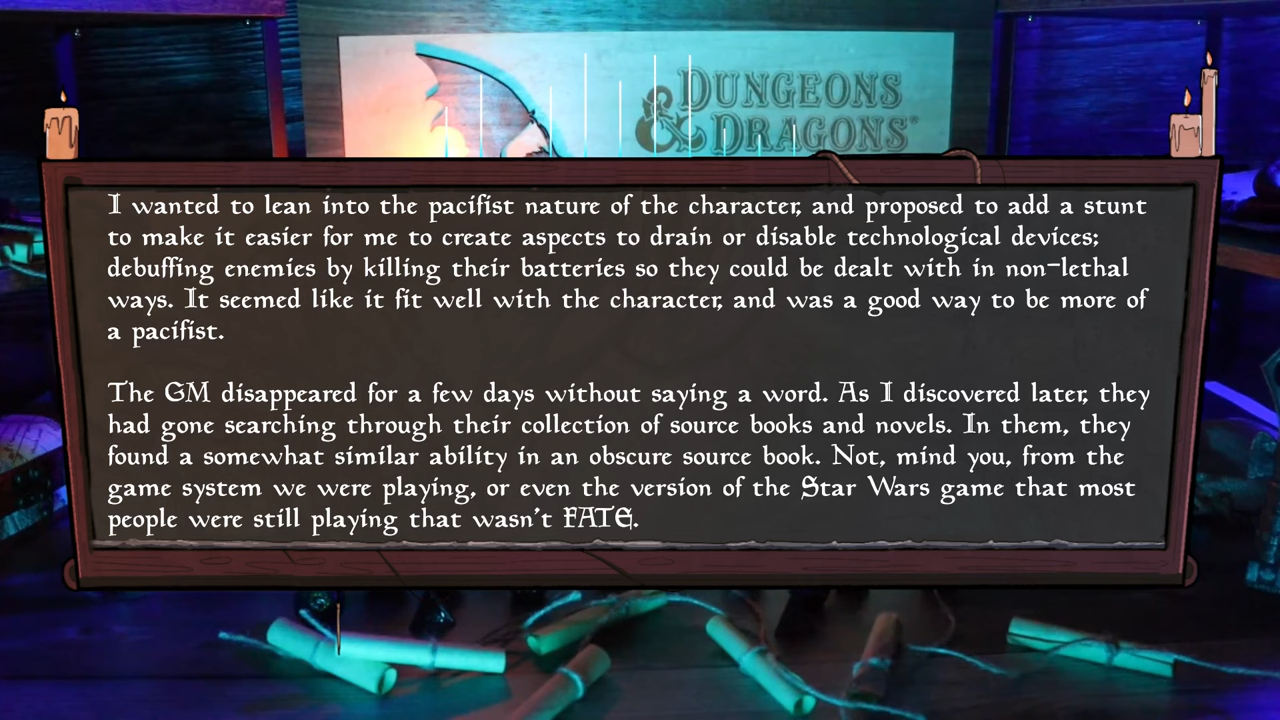 DUNGEONS
& DRAGONS®
I wanted to lean into the pacifist nature of the character, and proposed to add a stunt
to make it easier for me to create aspects to drain or disable technological devices;
debuffing enemies by killing their batteries so they could be dealt with in non-lethal
ways. It seemed like it fit well with the character, and was a good way to be more of
a pacifist.
The GM disappeared for a few days without saying a word. As I discovered later, they
had gone searching through their collection of source books and novels. In them, they
found a somewhat similar ability in an obscure source book. Not, mind you, from the
game system we were playing, or even the version of the Star Wars game that most
people were still playing that wasn't FATE.